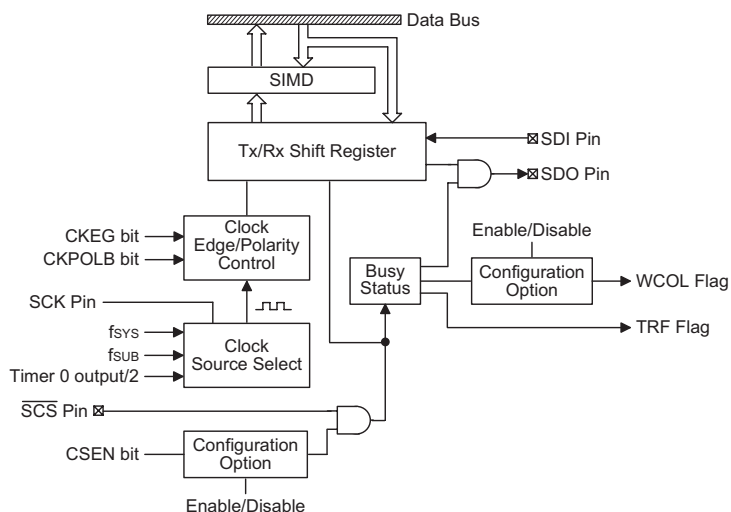 Data Bus
SIMD
Tx/Rx Shift Register
SDI Pin
SDO Pin
CKEG bit
CKPOLB bit
Clock
Edge/Polarity
Control
Enable/Disable
Busy
Status
Configuration
Option
WCOL Flag
TRF Flag
SCK Pin
fSYS
fSUB
Timer 0 output/2
Clock
Source Select
SCS Pin
CSEN bit
Configuration
Option
Enable/Disable